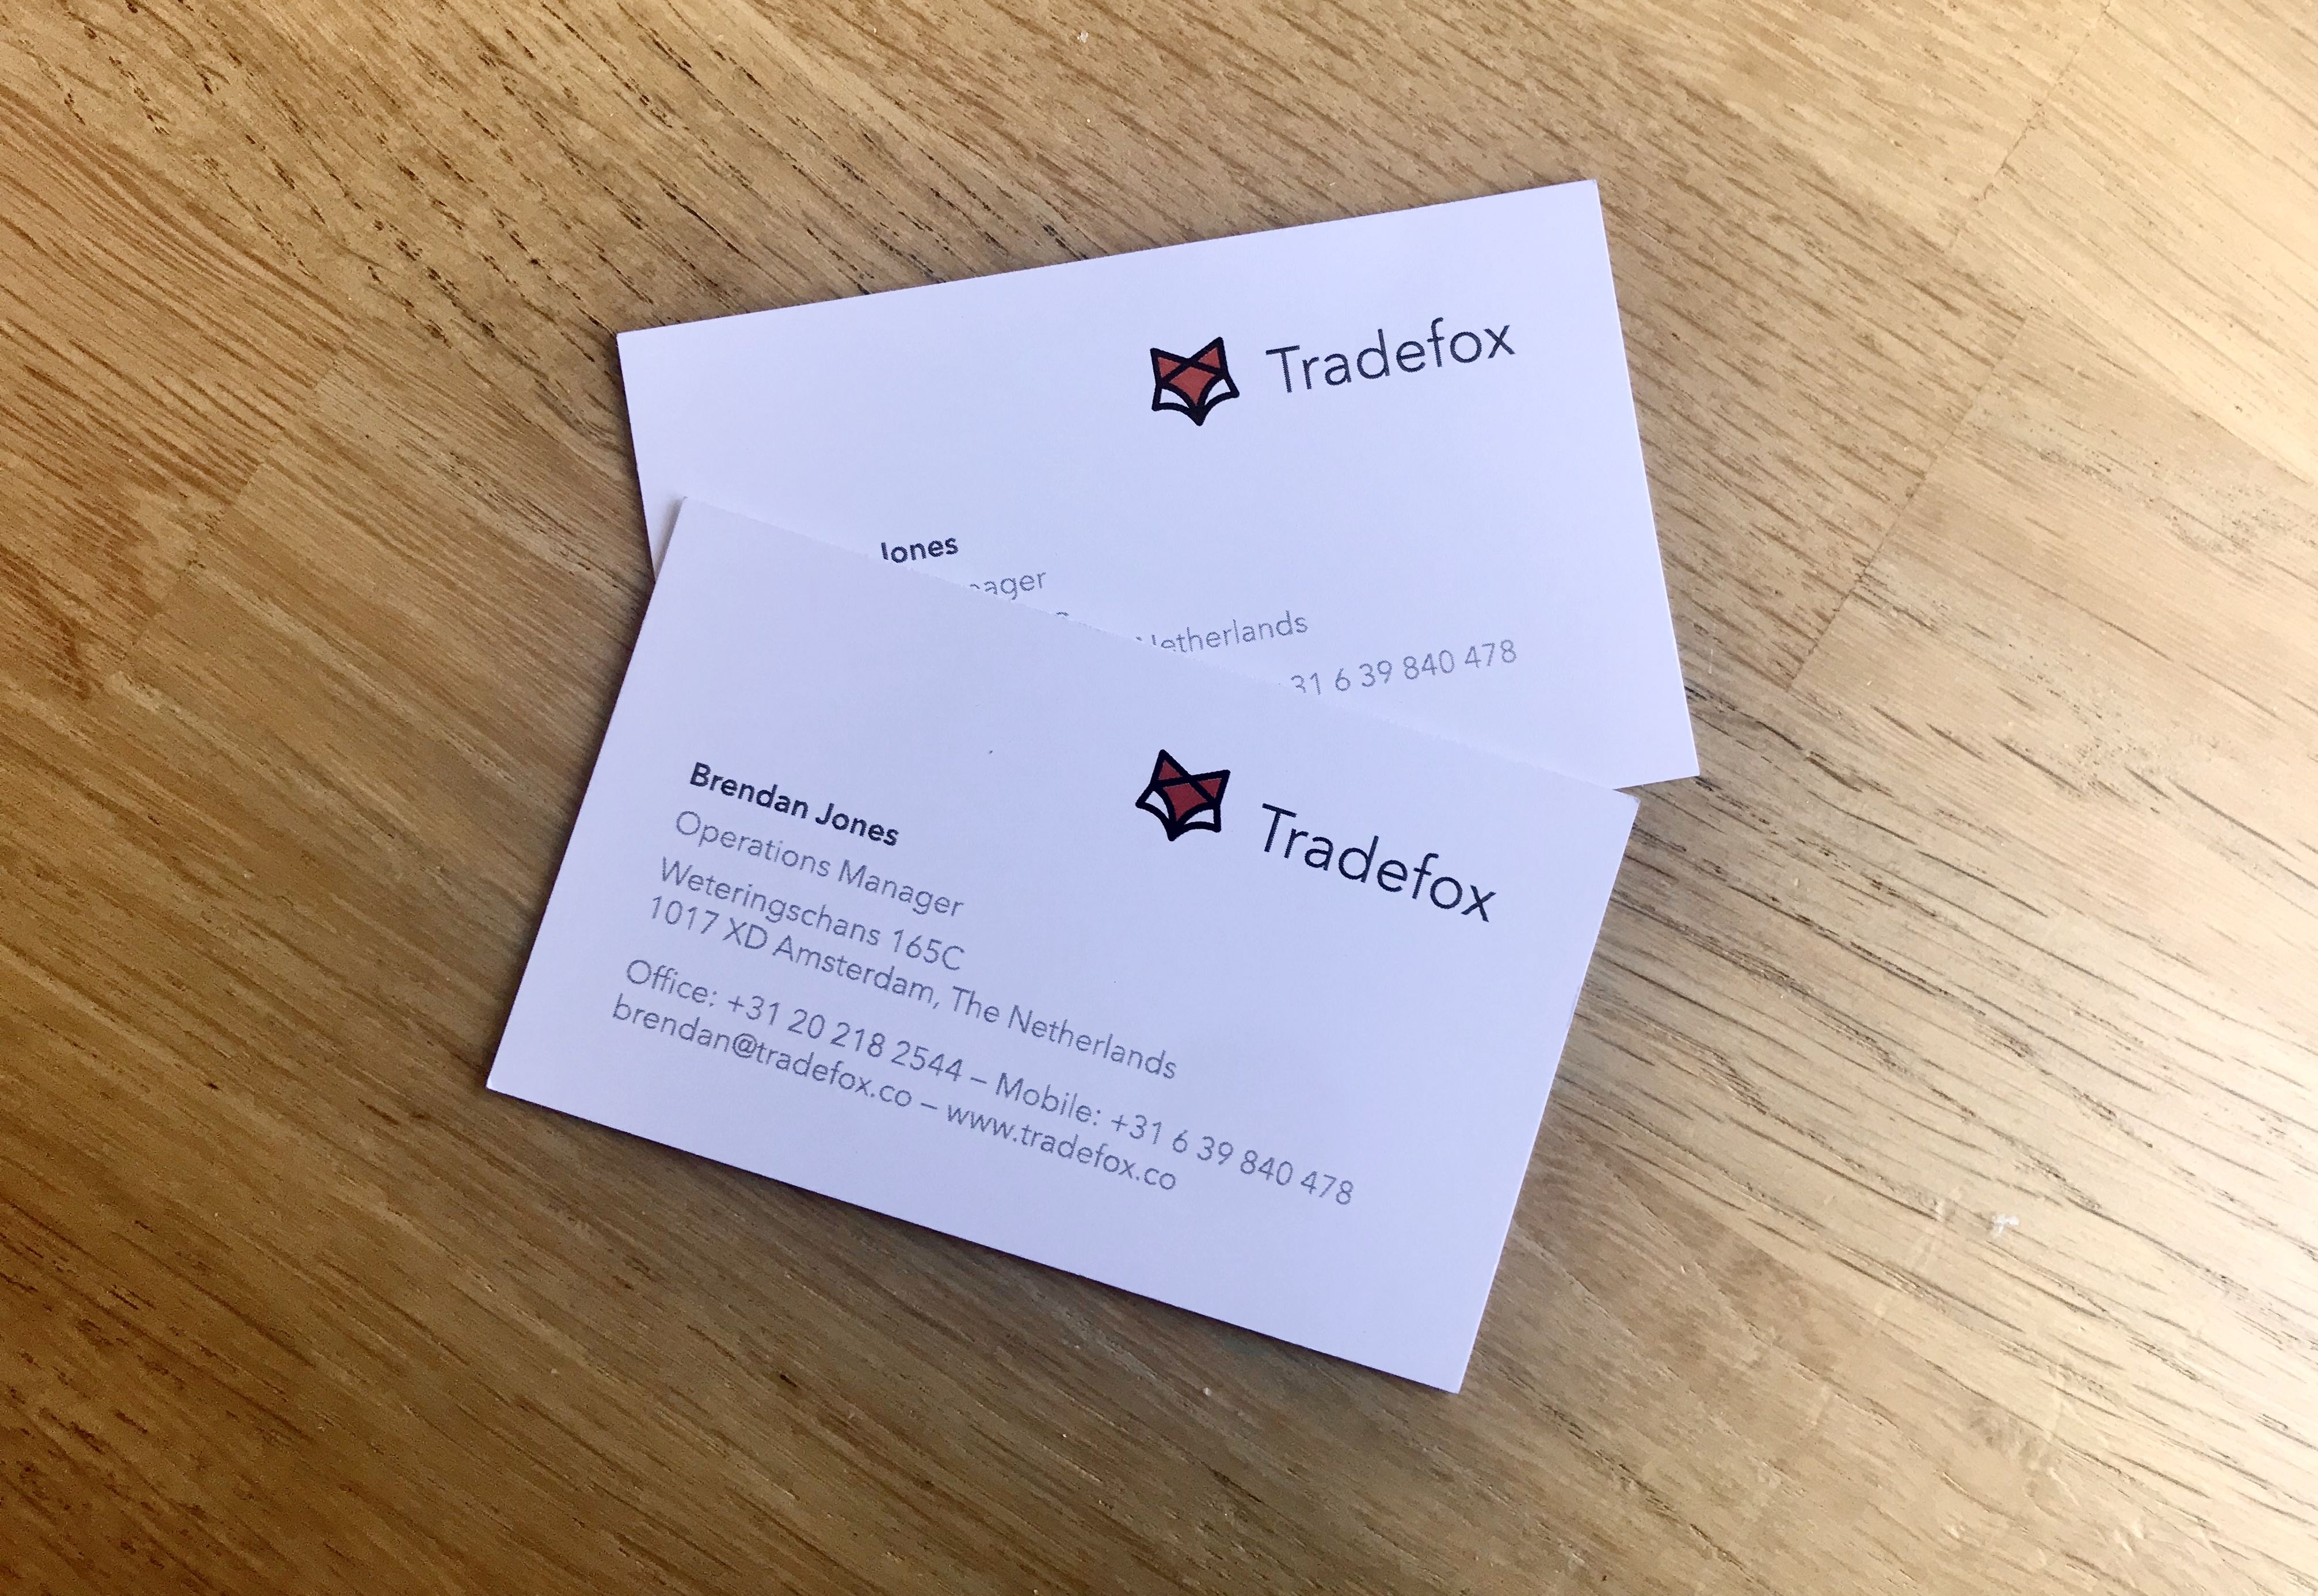 Tradefox
Jones
Netherlands
31 6 39 840 478
Tradefox
Brendan Jones
Operations Manager
Weteringschans 165C
1017 XD Amsterdam, The Netherlands
Office: +31 20 218 2544 – Mobile: +31 6 39 840 478
brendan@tradefox.co – www.tradefox.co